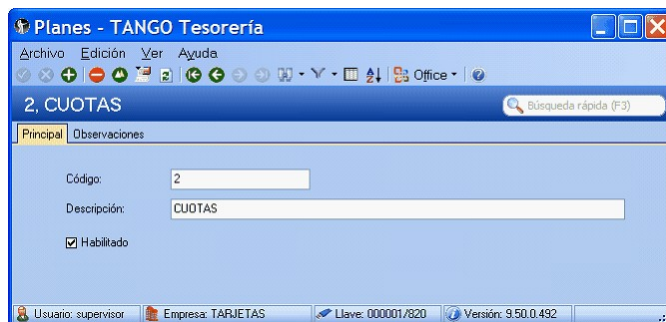 Planes - TANGO Tesorería
Archivo Edición Ver Ayuda
Office
2, CUOTAS
Búsqueda rápida (F3)
Principal Observaciones
Código: 2
Descripción: CUOTAS
Habilitado
Usuario: supervisor Empresa: TARJETAS Llave: 000001/820 Versión: 9.50.0.492